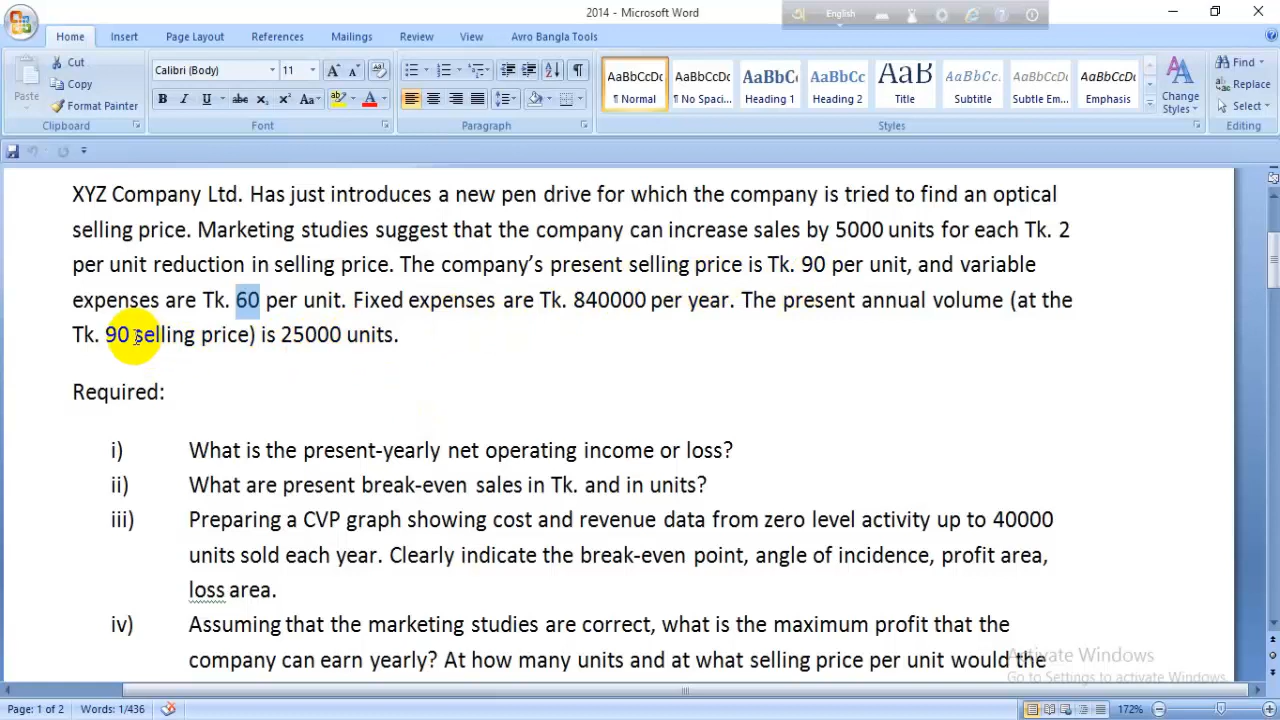 2014 - Microsoft Word
English
Home Insert Page Layout References Mailings Review View Avro Bangla Tools
Paste
Cut
Copy
Format Painter
Clipboard
Calibri (Body) 11
Font
Paragraph
AaBbCcDc AaBbCcDc AaBbCc AaBbCc AaB AaBbCc. AaBbCcDc AaBbCcDc
¶ Normal ¶ No Spaci... Heading 1 Heading 2 Title Subtitle Subtle Em... Emphasis
Change Styles
Styles
Find
Replace
Select
Editing
XYZ Company Ltd. Has just introduces a new pen drive for which the company is tried to find an optical
selling price. Marketing studies suggest that the company can increase sales by 5000 units for each Tk. 2
per unit reduction in selling price. The company's present selling price is Tk. 90 per unit, and variable
expenses are Tk. 60 per unit. Fixed expenses are Tk. 840000 per year. The present annual volume (at the
Tk. 90 selling price) is 25000 units.
Required:
i) What is the present-yearly net operating income or loss?
ii) What are present break-even sales in Tk. and in units?
iii) Preparing a CVP graph showing cost and revenue data from zero level activity up to 40000
units sold each year. Clearly indicate the break-even point, angle of incidence, profit area,
loss area.
iv) Assuming that the marketing studies are correct, what is the maximum profit that the
company can earn yearly? At how many units and at what selling price per unit would the
Activate Windows
Go to Settings to activate Windows.
Page: 1 of 2 Words: 1/436 172%